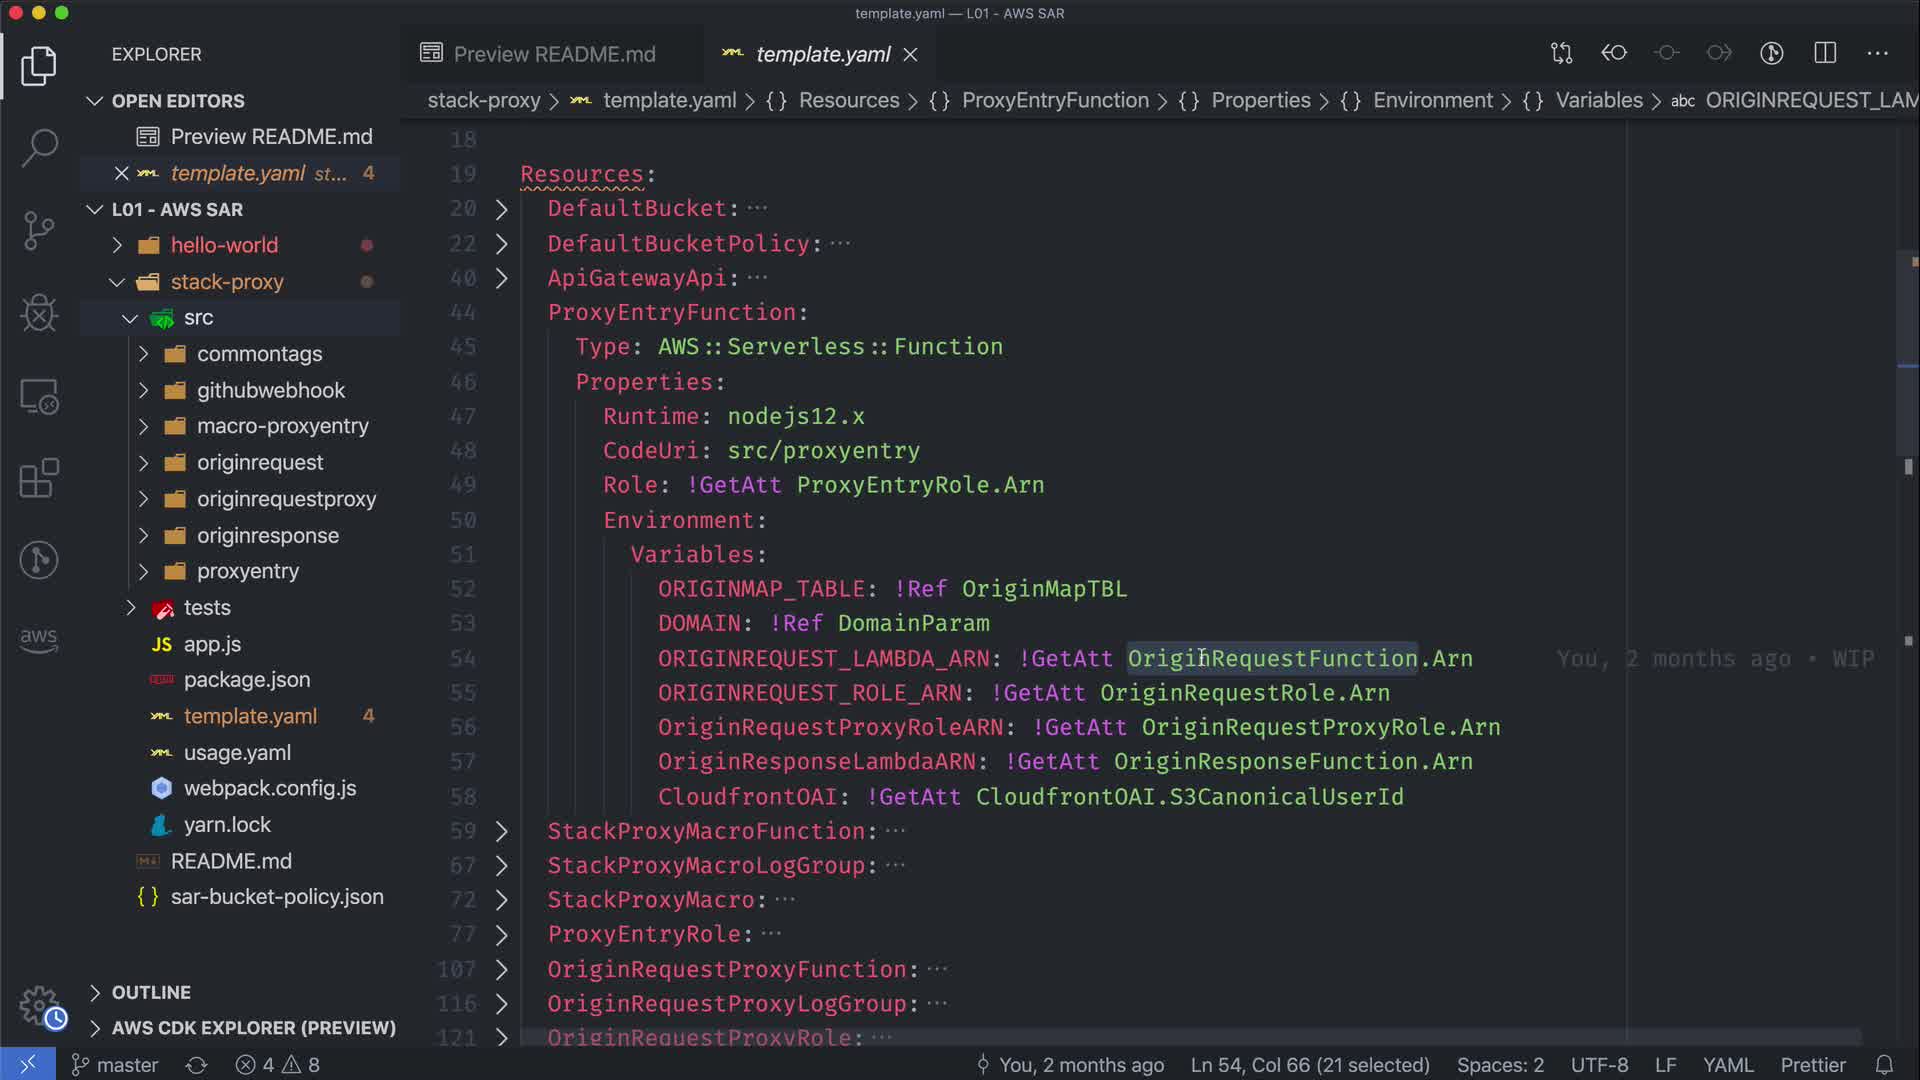 template.yaml — L01 - AWS SAR
EXPLORER
Preview README.md
template.yaml
OPEN EDITORS
Preview README.md
template.yaml st... 4
L01 - AWS SAR
hello-world
stack-proxy
src
commontags
githubwebhook
macro-proxyentry
originrequest
originrequestproxy
originresponse
proxyentry
tests
JS app.js
package.json
template.yaml 4
usage.yaml
webpack.config.js
yarn.lock
README.md
{ } sar-bucket-policy.json
OUTLINE
AWS CDK EXPLORER (PREVIEW)
aws
stack-proxy > template.yaml > {} Resources > {} ProxyEntryFunction > {} Properties > {} Environment > {} Variables > abc ORIGINREQUEST_LAM
18
19 Resources:
20 DefaultBucket: ...
22 DefaultBucketPolicy: ...
40 ApiGatewayApi: ...
44 ProxyEntryFunction:
45 Type: AWS::Serverless::Function
46 Properties:
47 Runtime: nodejs12.x
48 CodeUri: src/proxyentry
49 Role: !GetAtt ProxyEntryRole.Arn
50 Environment:
51 Variables:
52 ORIGINMAP_TABLE: !Ref OriginMapTBL
53 DOMAIN: !Ref DomainParam
54 ORIGINREQUEST_LAMBDA_ARN: !GetAtt OriginRequestFunction.Arn You, 2 months ago • WIP
55 ORIGINREQUEST_ROLE_ARN: !GetAtt OriginRequestRole.Arn
56 OriginRequestProxyRoleARN: !GetAtt OriginRequestProxyRole.Arn
57 OriginResponseLambdaARN: !GetAtt OriginResponseFunction.Arn
58 CloudfrontOAI: !GetAtt CloudfrontOAI.S3CanonicalUserId
59 StackProxyMacroFunction: ...
67 StackProxyMacroLogGroup: ...
72 StackProxyMacro: ...
77 ProxyEntryRole: ...
107 OriginRequestProxyFunction: ...
116 OriginRequestProxyLogGroup: ...
121 OriginRequestProxyRole: ...
master 4 8 You, 2 months ago Ln 54, Col 66 (21 selected) Spaces: 2 UTF-8 LF YAML Prettier